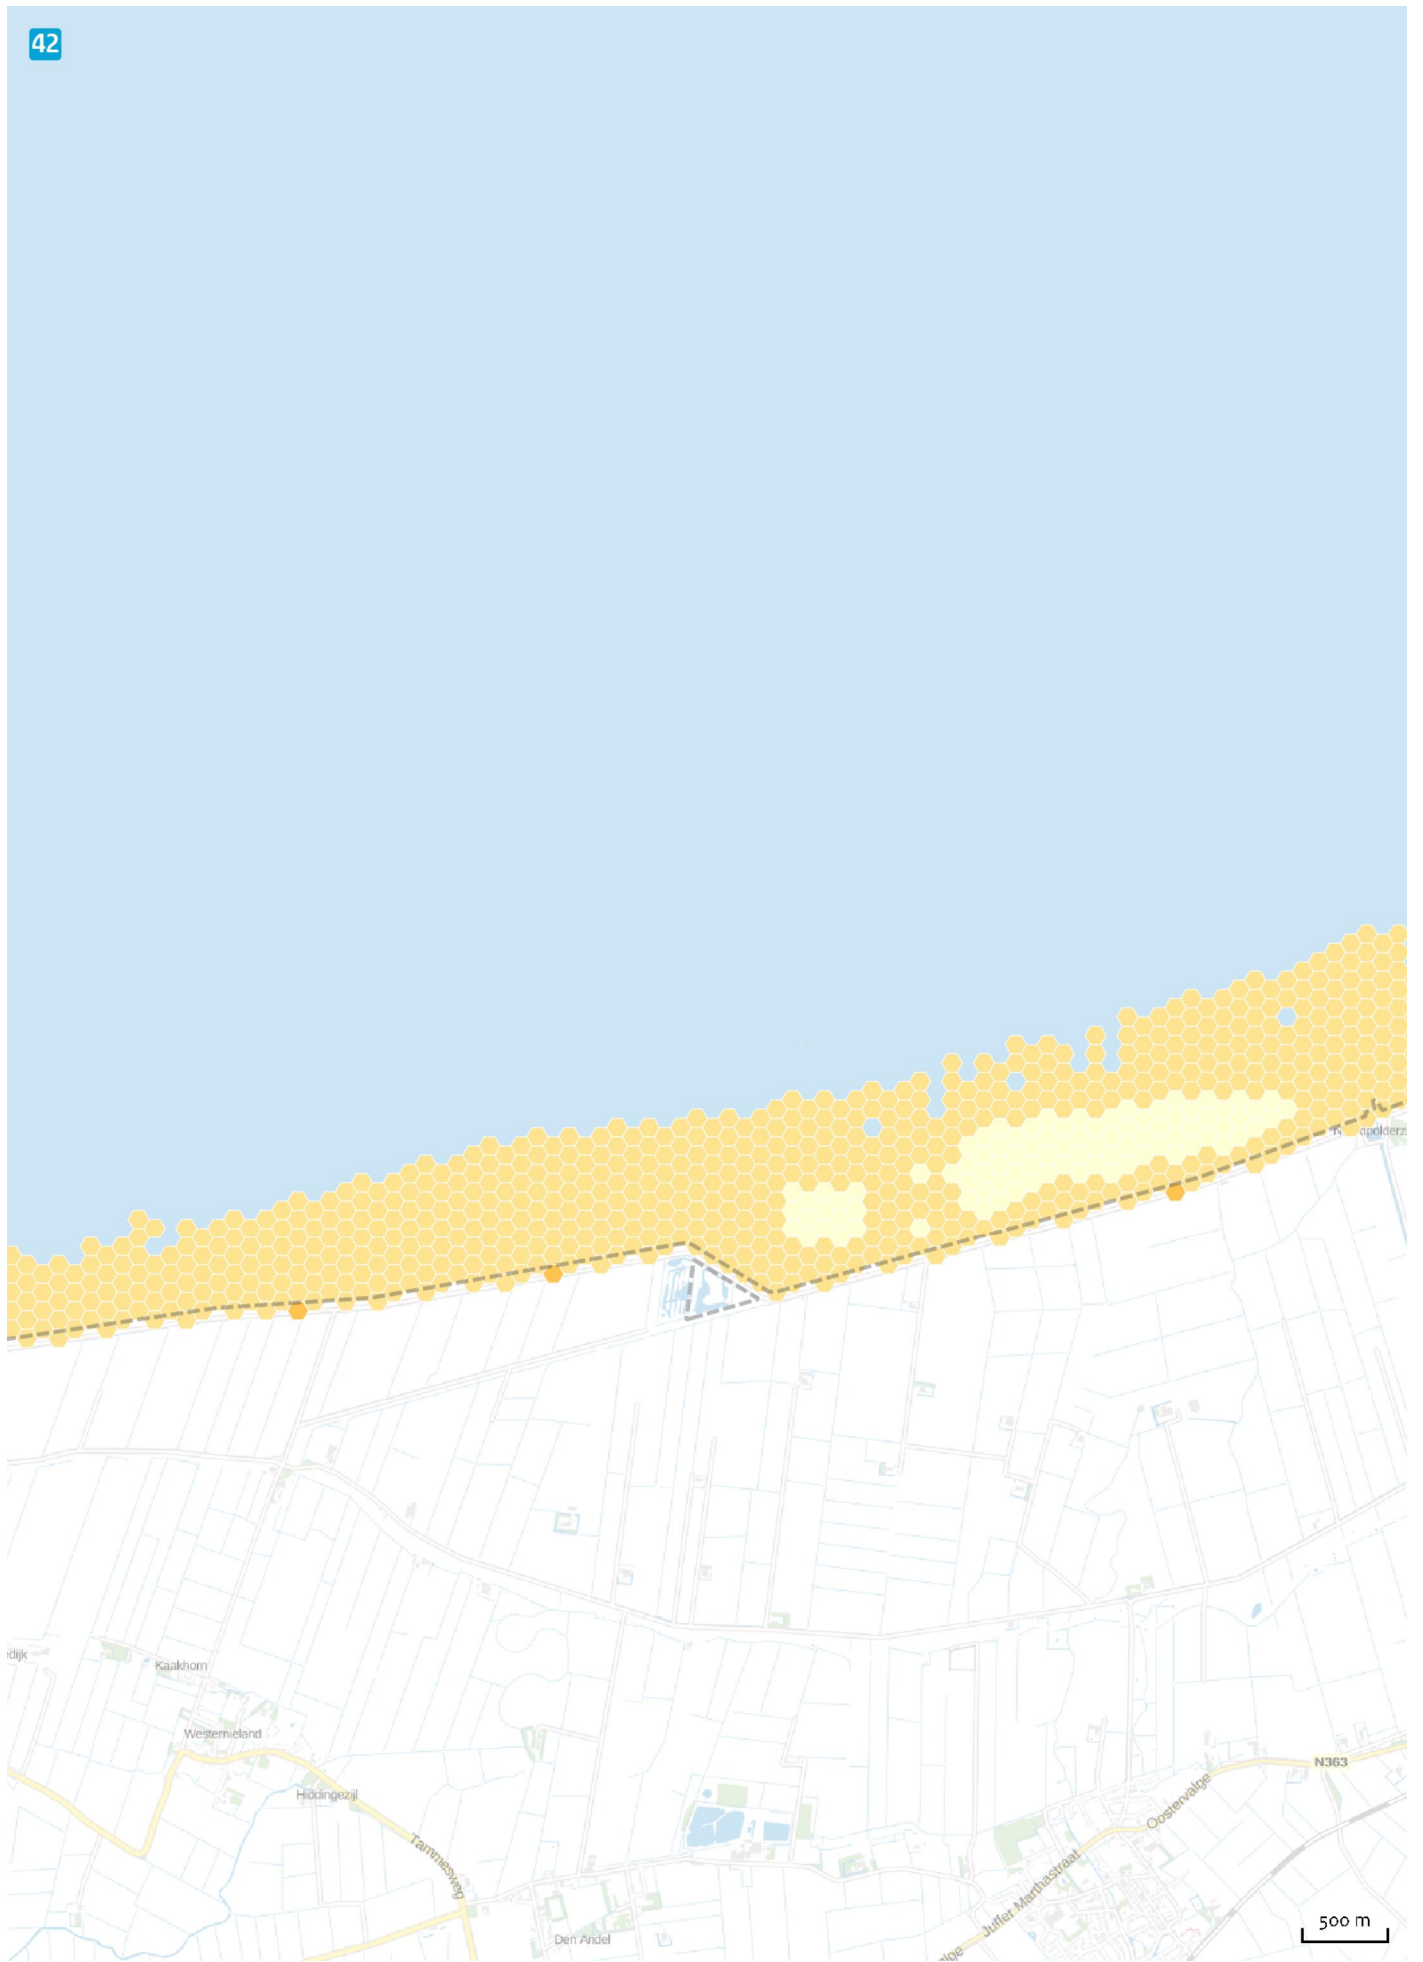 42
Kaakhorn
Westernieland
Hiddingezijl
Tammesweg
Den Andel
Juffer Marthastraat
Oostervalge
N363
500 m